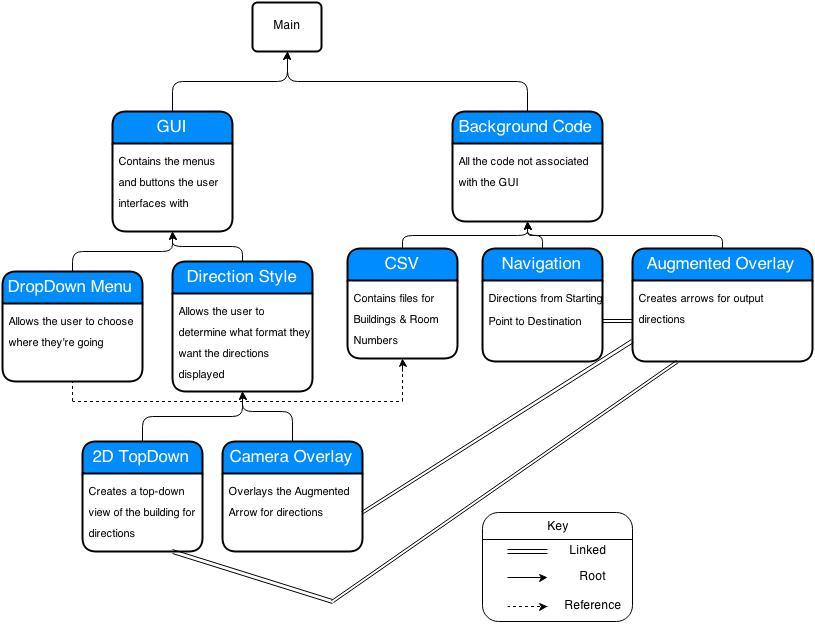 Main
GUI
Contains the menus
and buttons the user
interfaces with
Background Code
All the code not associated
with the GUI
DropDown Menu
Allows the user to choose
where they're going
Direction Style
Allows the user to
determine what format they
want the directions
displayed
CSV
Contains files for
Buildings & Room
Numbers
Navigation
Directions from Starting
Point to Destination
Augmented Overlay
Creates arrows for output
directions
2D TopDown
Creates a top-down
view of the building for
directions
Camera Overlay
Overlays the Augmented
Arrow for directions
Key
Linked
Root
Reference